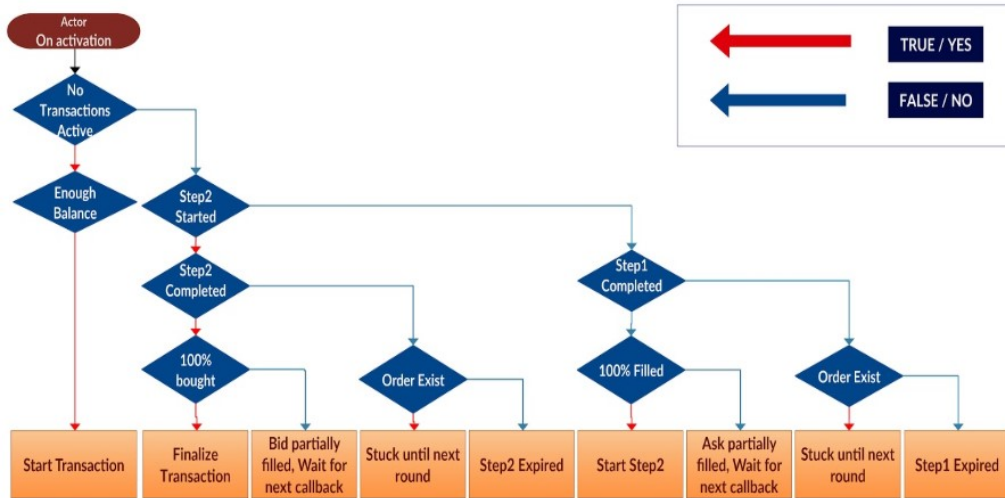 Actor
On activation
TRUE / YES
FALSE / NO
No
Transactions
Active
Enough
Balance
Step2
Started
Step2
Completed
Step1
Completed
100%
bought
Order Exist
100% Filled
Order Exist
Start Transaction
Finalize
Transaction
Bid partially
filled, Wait for
next callback
Stuck until next
round
Step2 Expired
Start Step2
Ask partially
filled, Wait for
next callback
Stuck until next
round
Step1 Expired